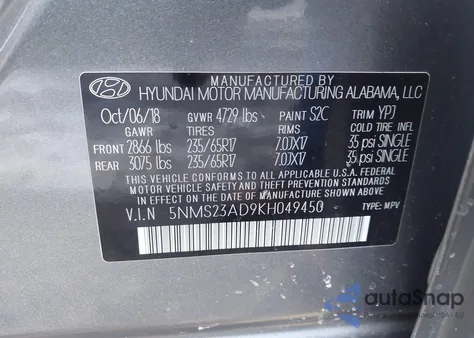 MANUFACTURED BY
HYUNDAI MOTOR MANUFACTURING ALABAMA, LLC
Oct/06/18 GVWR 4729 lbs PAINT S2C TRIM YPJ
GAWR TIRES RIMS COLD TIRE INFL
FRONT 2866 lbs 235/65R17 7.0JX17 35 psi SINGLE
REAR 3075 lbs 235/65R17 7.0JX17 35 psi SINGLE
THIS VEHICLE CONFORMS TO ALL APPLICABLE U.S.A. FEDERAL
MOTOR VEHICLE SAFETY AND THEFT PREVENTION STANDARDS
IN EFFECT ON THE DATE OF MANUFACTURE SHOWN ABOVE.
V.I.N 5NMS23AD9KH049450 TYPE: MPV
autoShap